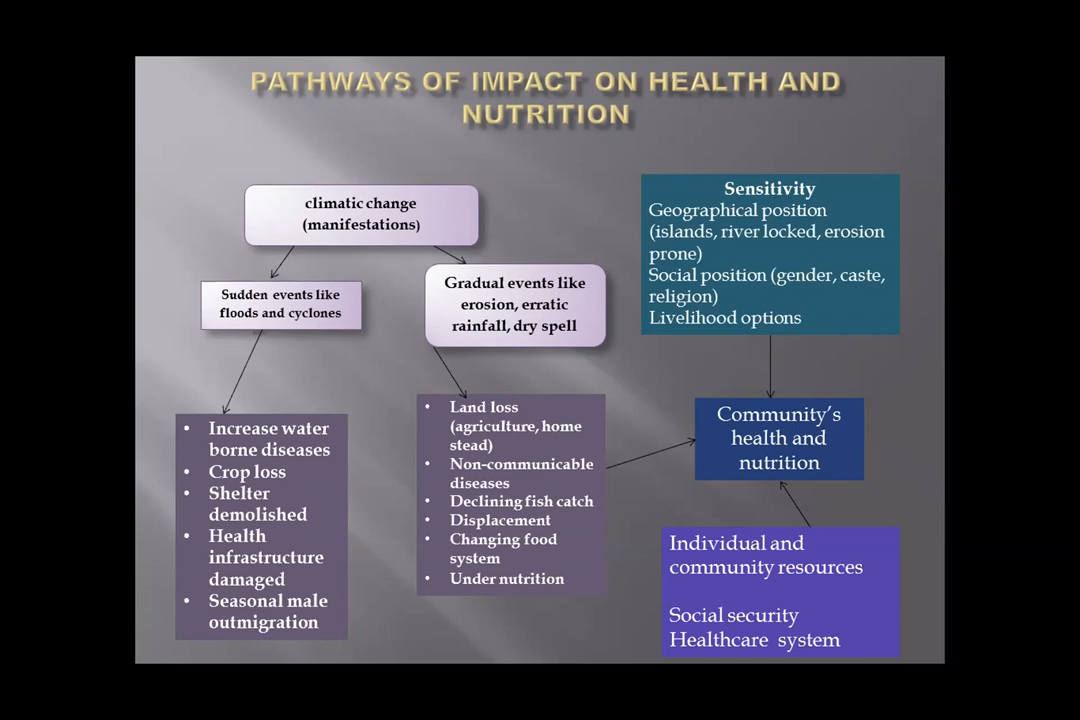 PATHWAYS OF IMPACT ON HEALTH AND
NUTRITION
climatic change
(manifestations)
Sudden events like
floods and cyclones
Gradual events like
erosion, erratic
rainfall, dry spell
Sensitivity
Geographical position
(islands, river locked, erosion
prone)
Social position (gender, caste,
religion)
Livelihood options
• Increase water
borne diseases
• Crop loss
• Shelter
demolished
• Health
infrastructure
damaged
• Seasonal male
outmigration
• Land loss
(agriculture, home
stead)
• Non-communicable
diseases
• Declining fish catch
• Displacement
• Changing food
system
• Under nutrition
Community's
health and
nutrition
Individual and
community resources
Social security
Healthcare system